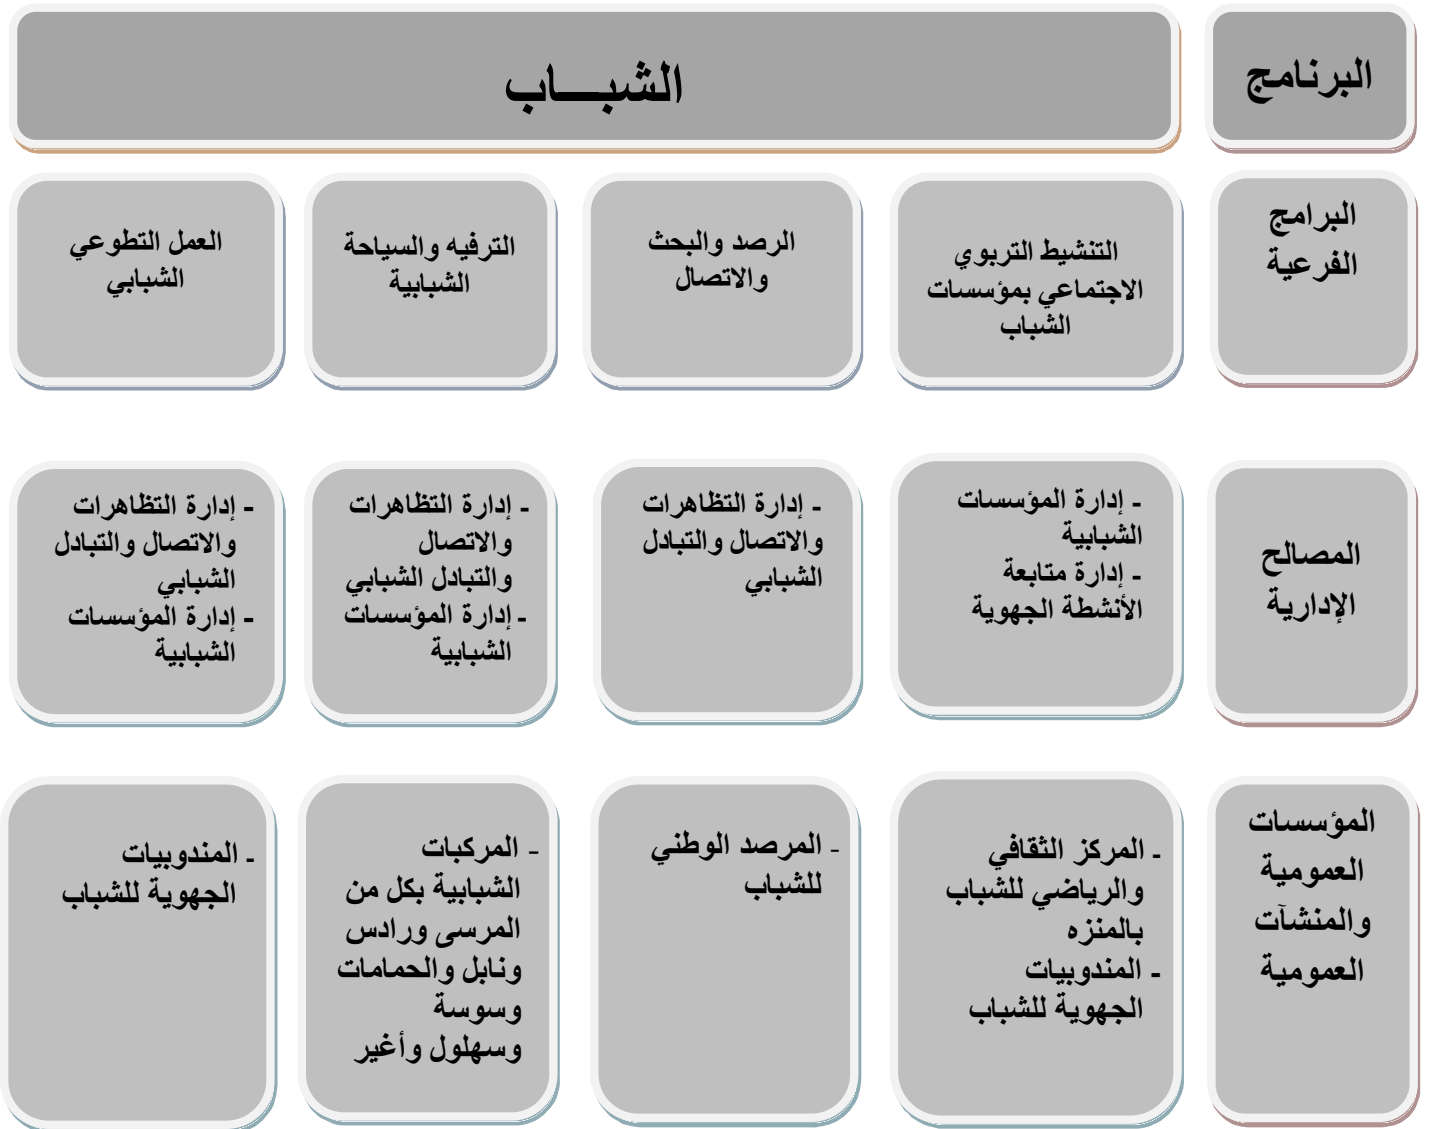 البرنامج
الشبـــاب
البرامج
الفرعية
التنشيط التربوي
الاجتماعي بمؤسسات
الشباب
الرصد والبحث
والاتصال
الترفيه والسياحة
الشبابية
العمل التطوعي
الشبابي
المصالح
الإدارية
- إدارة المؤسسات
الشبابية
- إدارة متابعة
الأنشطة الجهوية
- إدارة التظاهرات
والاتصال والتبادل
الشبابي
- إدارة التظاهرات
والاتصال
والتبادل الشبابي
- إدارة المؤسسات
الشبابية
- إدارة التظاهرات
والاتصال والتبادل
الشبابي
- إدارة المؤسسات
الشبابية
المؤسسات
العمومية
والمنشآت
العمومية
- المركز الثقافي
والرياضي للشباب
بالمنزه
- المندوبيات
الجهوية للشباب
- المرصد الوطني
للشباب
- المركبات
الشبابية بكل من
المرسى ورادس
ونابل والحمامات
وسوسة
وسهلول وأغير
- المندوبيات
الجهوية للشباب